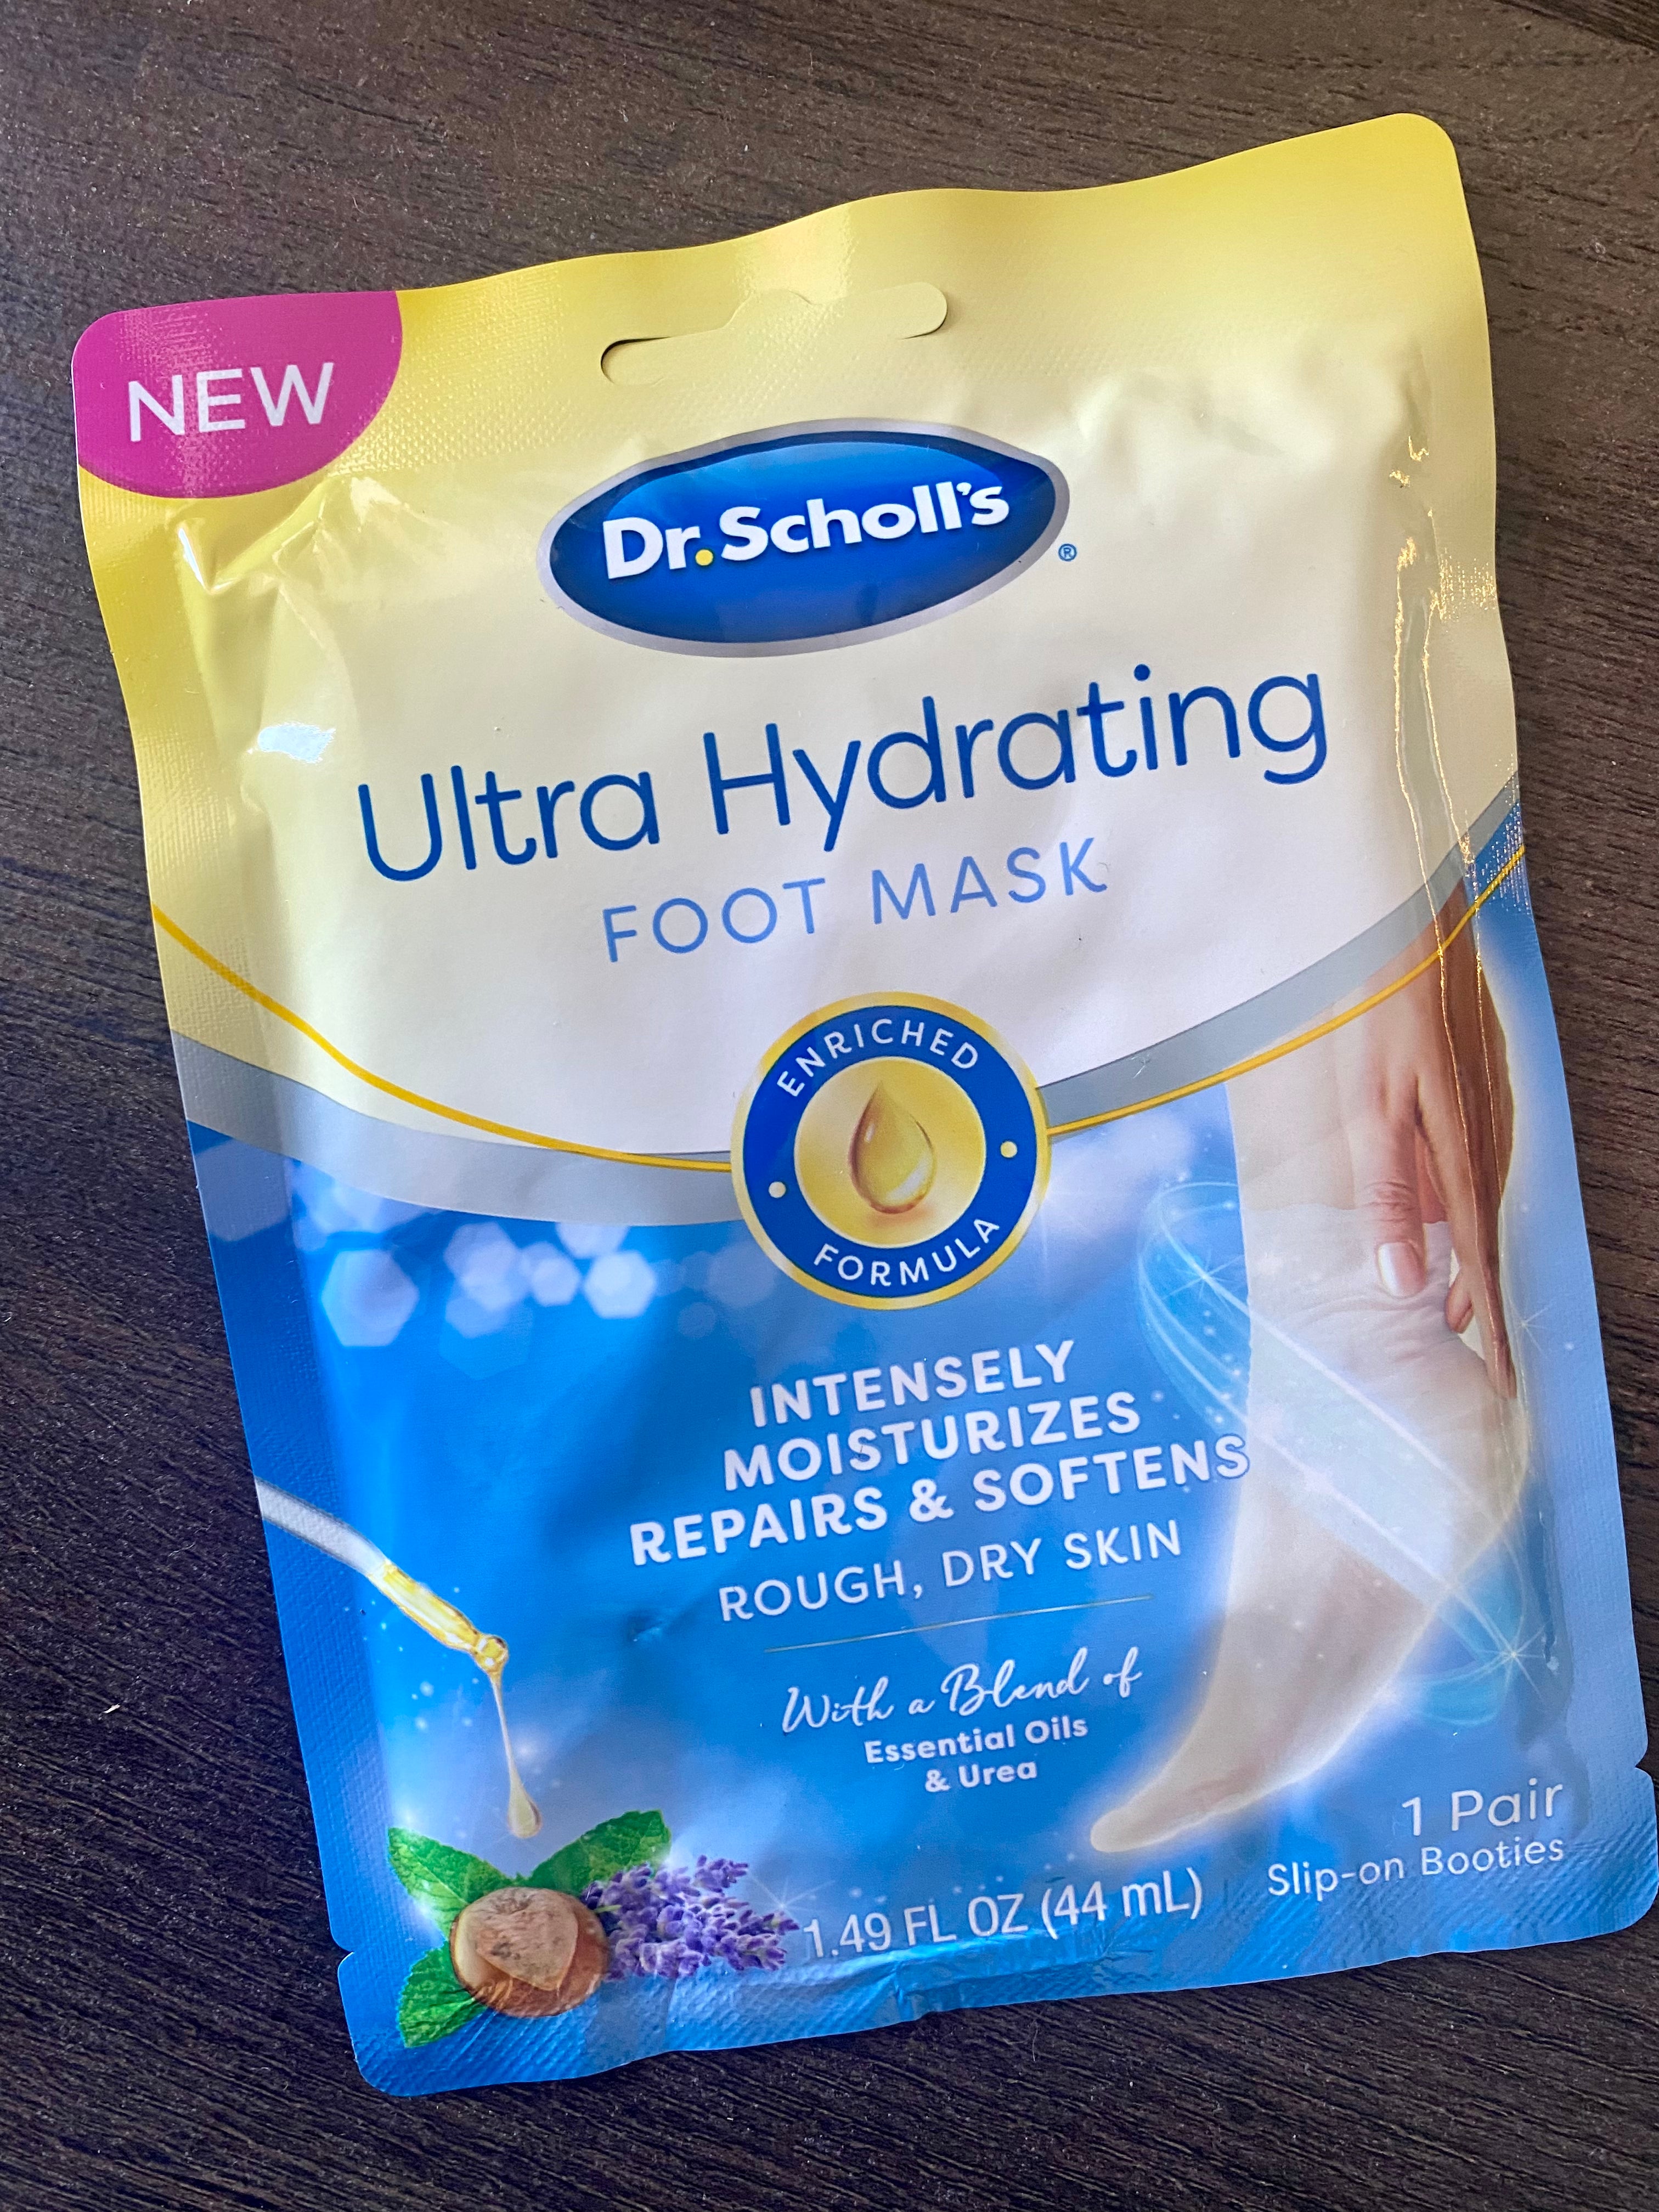 NEW
Dr.Scholl's®
Ultra Hydrating
FOOT MASK
ENRICHED
FORMULA
INTENSELY
MOISTURIZES
REPAIRS & SOFTENS
ROUGH, DRY SKIN
With a Blend of
Essential Oils
& Urea
1 Pair
Slip-on Booties
1.49 FL OZ (44 mL)